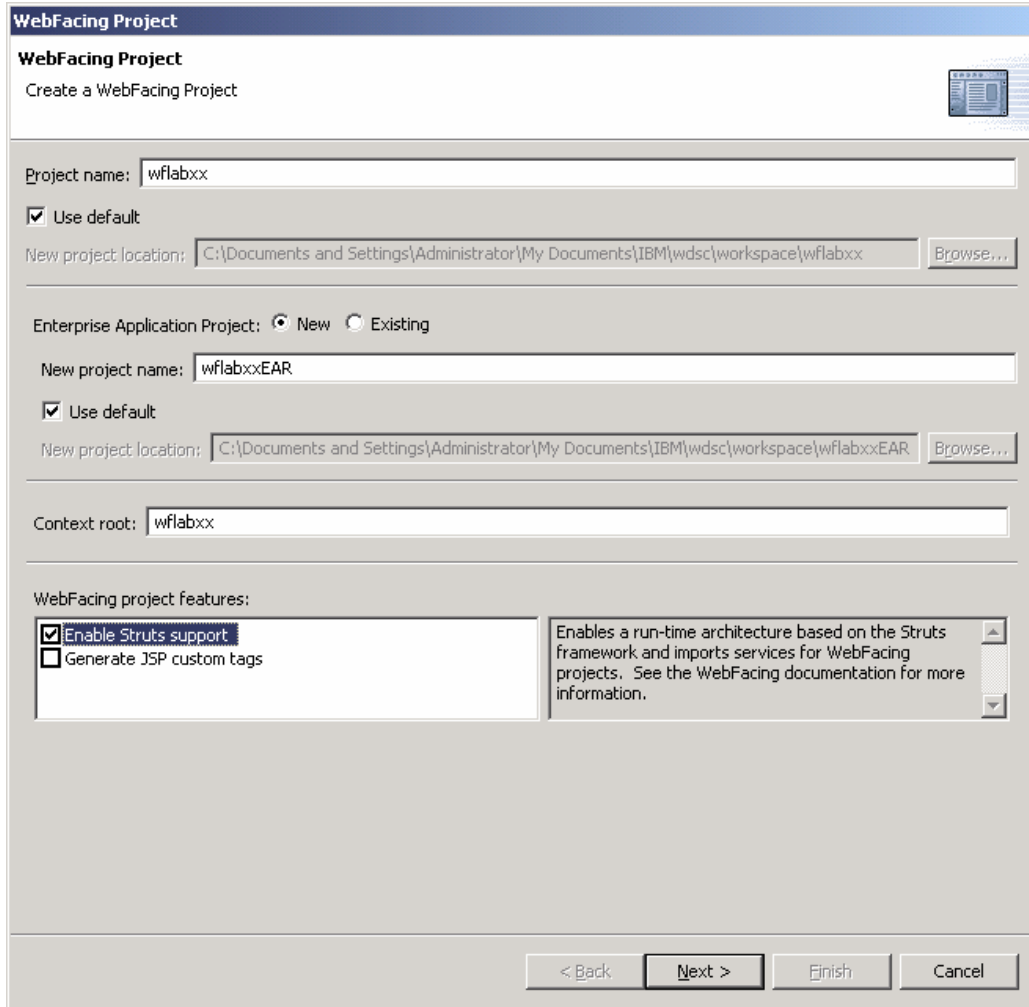 WebFacing Project
WebFacing Project
Create a WebFacing Project
Project name: wflabxx
Use default
New project location: C:\Documents and Settings\Administrator\My Documents\IBM\wdsc\workspace\wflabxx Browse...
Enterprise Application Project: New Existing
New project name: wflabxxEAR
Use default
New project location: C:\Documents and Settings\Administrator\My Documents\IBM\wdsc\workspace\wflabxxEAR Browse...
Context root: wflabxx
WebFacing project features:
Enable Struts support
Generate JSP custom tags
Enables a run-time architecture based on the Struts
framework and imports services for WebFacing
projects. See the WebFacing documentation for more
information.
< Back Next > Finish Cancel